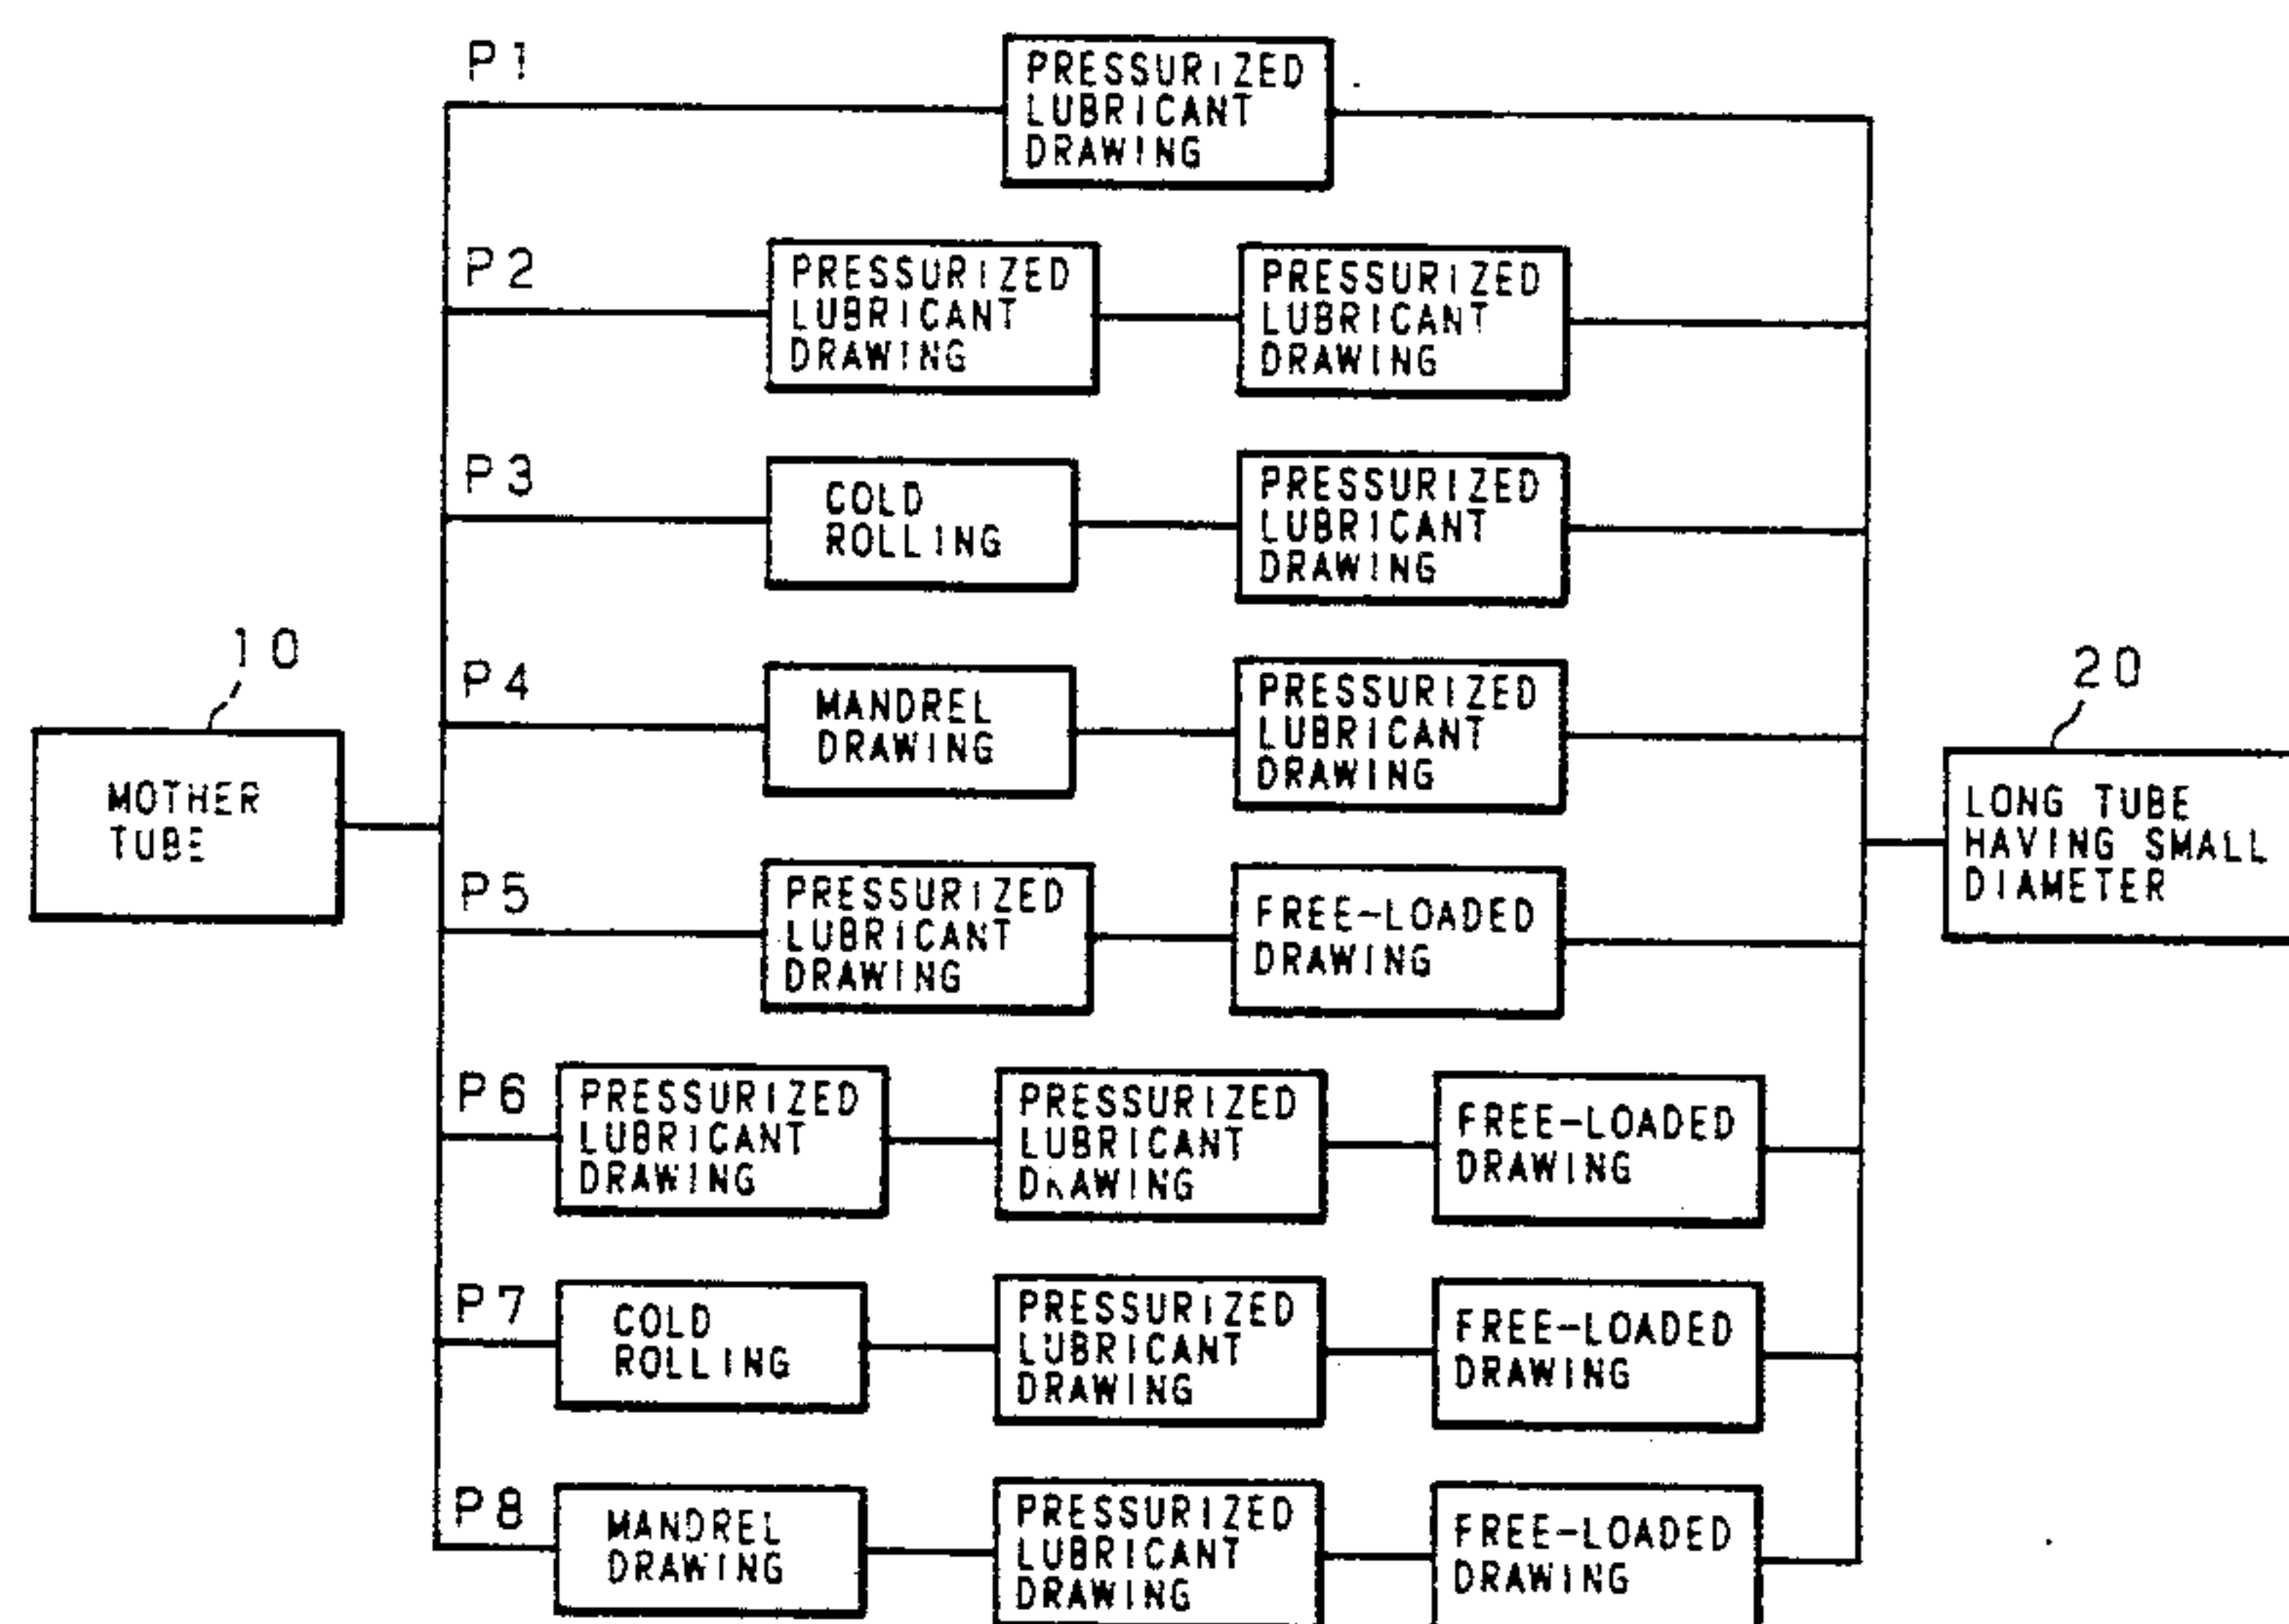 P1
PRESSURIZED
LUBRICANT
DRAWING
P2
PRESSURIZED
LUBRICANT
DRAWING
PRESSURIZED
LUBRICANT
DRAWING
P3
COLD
ROLLING
PRESSURIZED
LUBRICANT
DRAWING
P4
MANDREL
DRAWING
PRESSURIZED
LUBRICANT
DRAWING
10
MOTHER
TUBE
20
LONG TUBE
HAVING SMALL
DIAMETER
P5
PRESSURIZED
LUBRICANT
DRAWING
FREE-LOADED
DRAWING
P6
PRESSURIZED
LUBRICANT
DRAWING
PRESSURIZED
LUBRICANT
DRAWING
FREE-LOADED
DRAWING
P7
COLD
ROLLING
PRESSURIZED
LUBRICANT
DRAWING
FREE-LOADED
DRAWING
P8
MANDREL
DRAWING
PRESSURIZED
LUBRICANT
DRAWING
FREE-LOADED
DRAWING